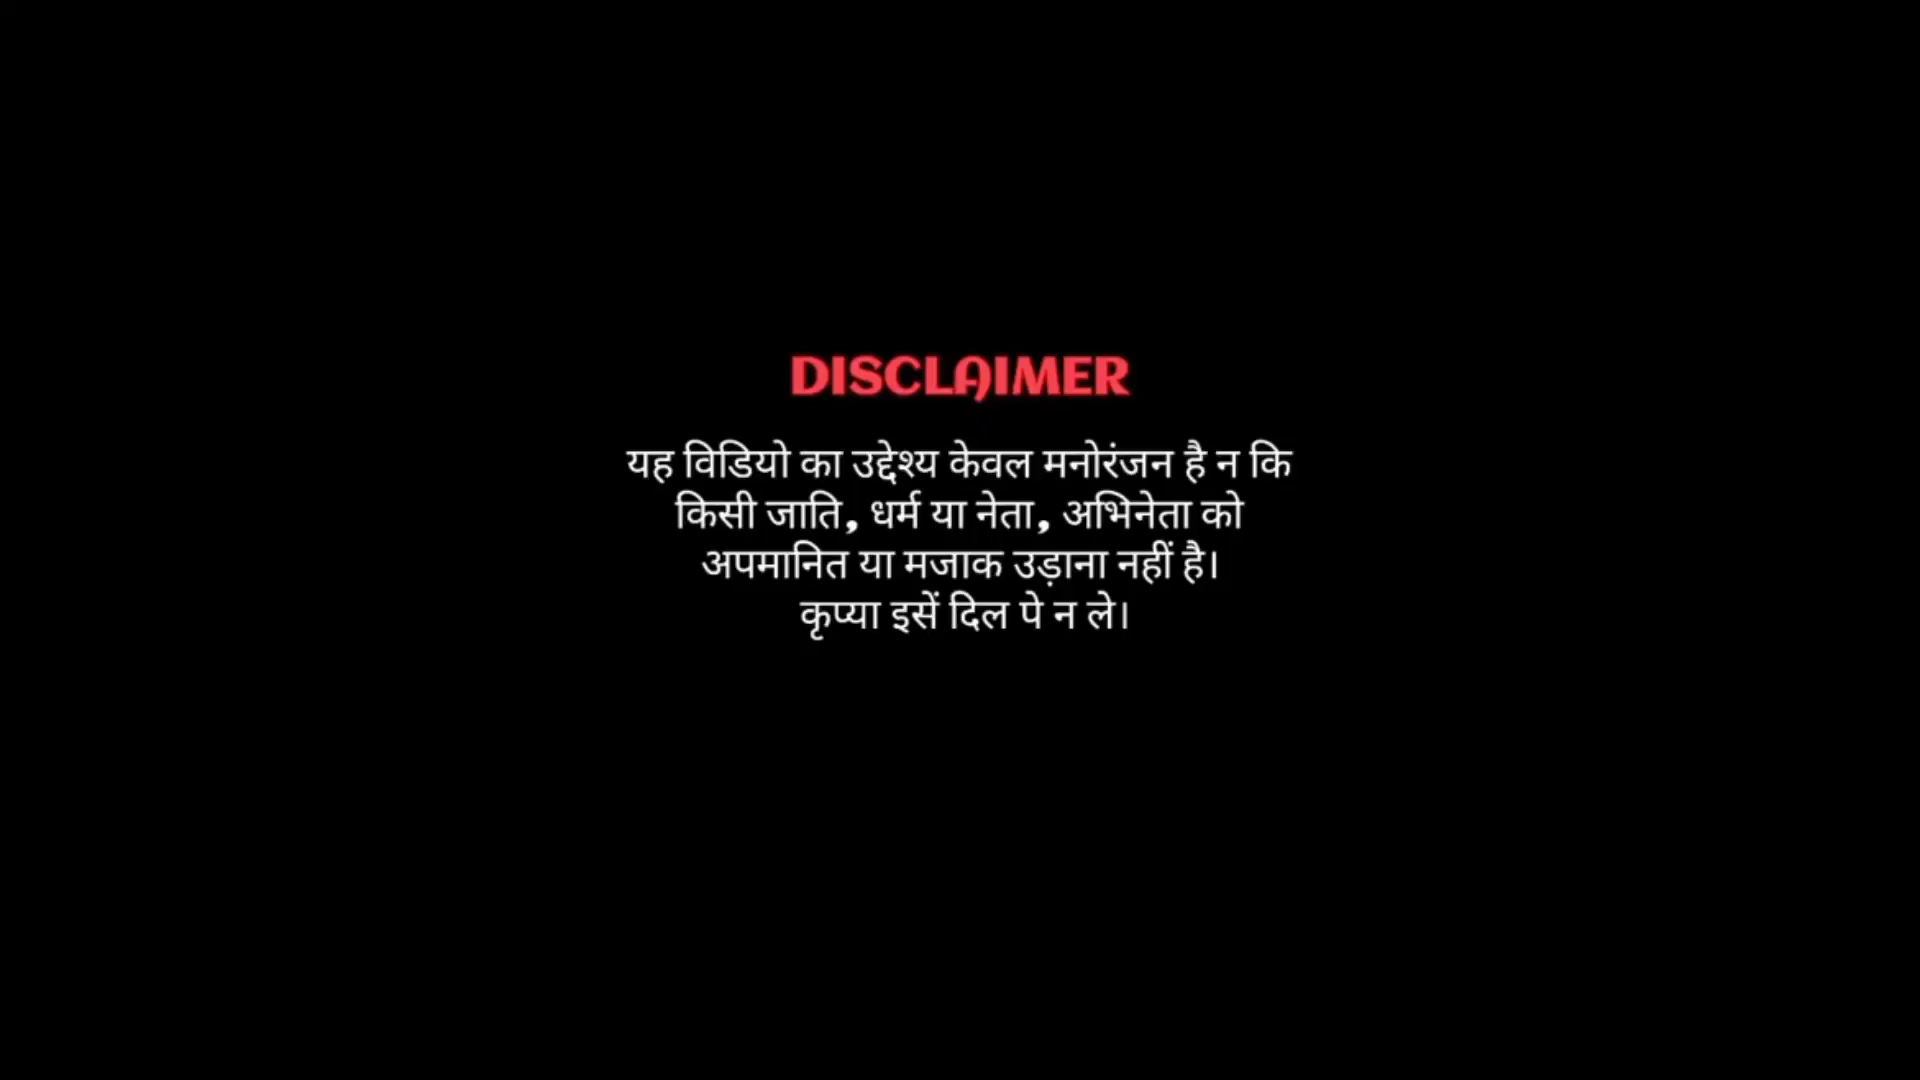 DISCLAIMER
यह विडियो का उद्देश्य केवल मनोरंजन है न कि
किसी जाति, धर्म या नेता, अभिनेता को
अपमानित या मजाक उड़ाना नहीं है।
कृप्या इसें दिल पे न ले।